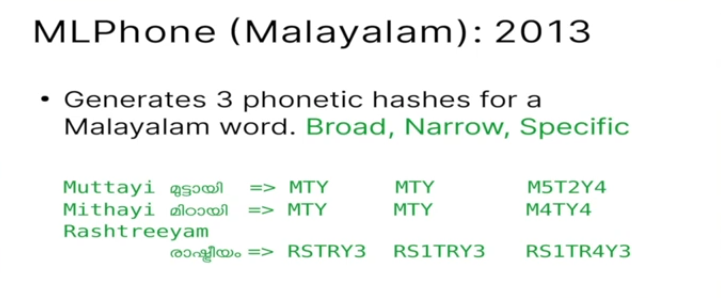 MLPhone (Malayalam): 2013
• Generates 3 phonetic hashes for a
Malayalam word. Broad, Narrow, Specific
Muttayi മുട്ടായി => MTY MTY M5T2Y4
Mithayi മിഠായി => MTY MTY M4TY4
Rashtreeyam
രാഷ്ട്രീയം => RSTRY3 RS1TRY3 RS1TR4Y3